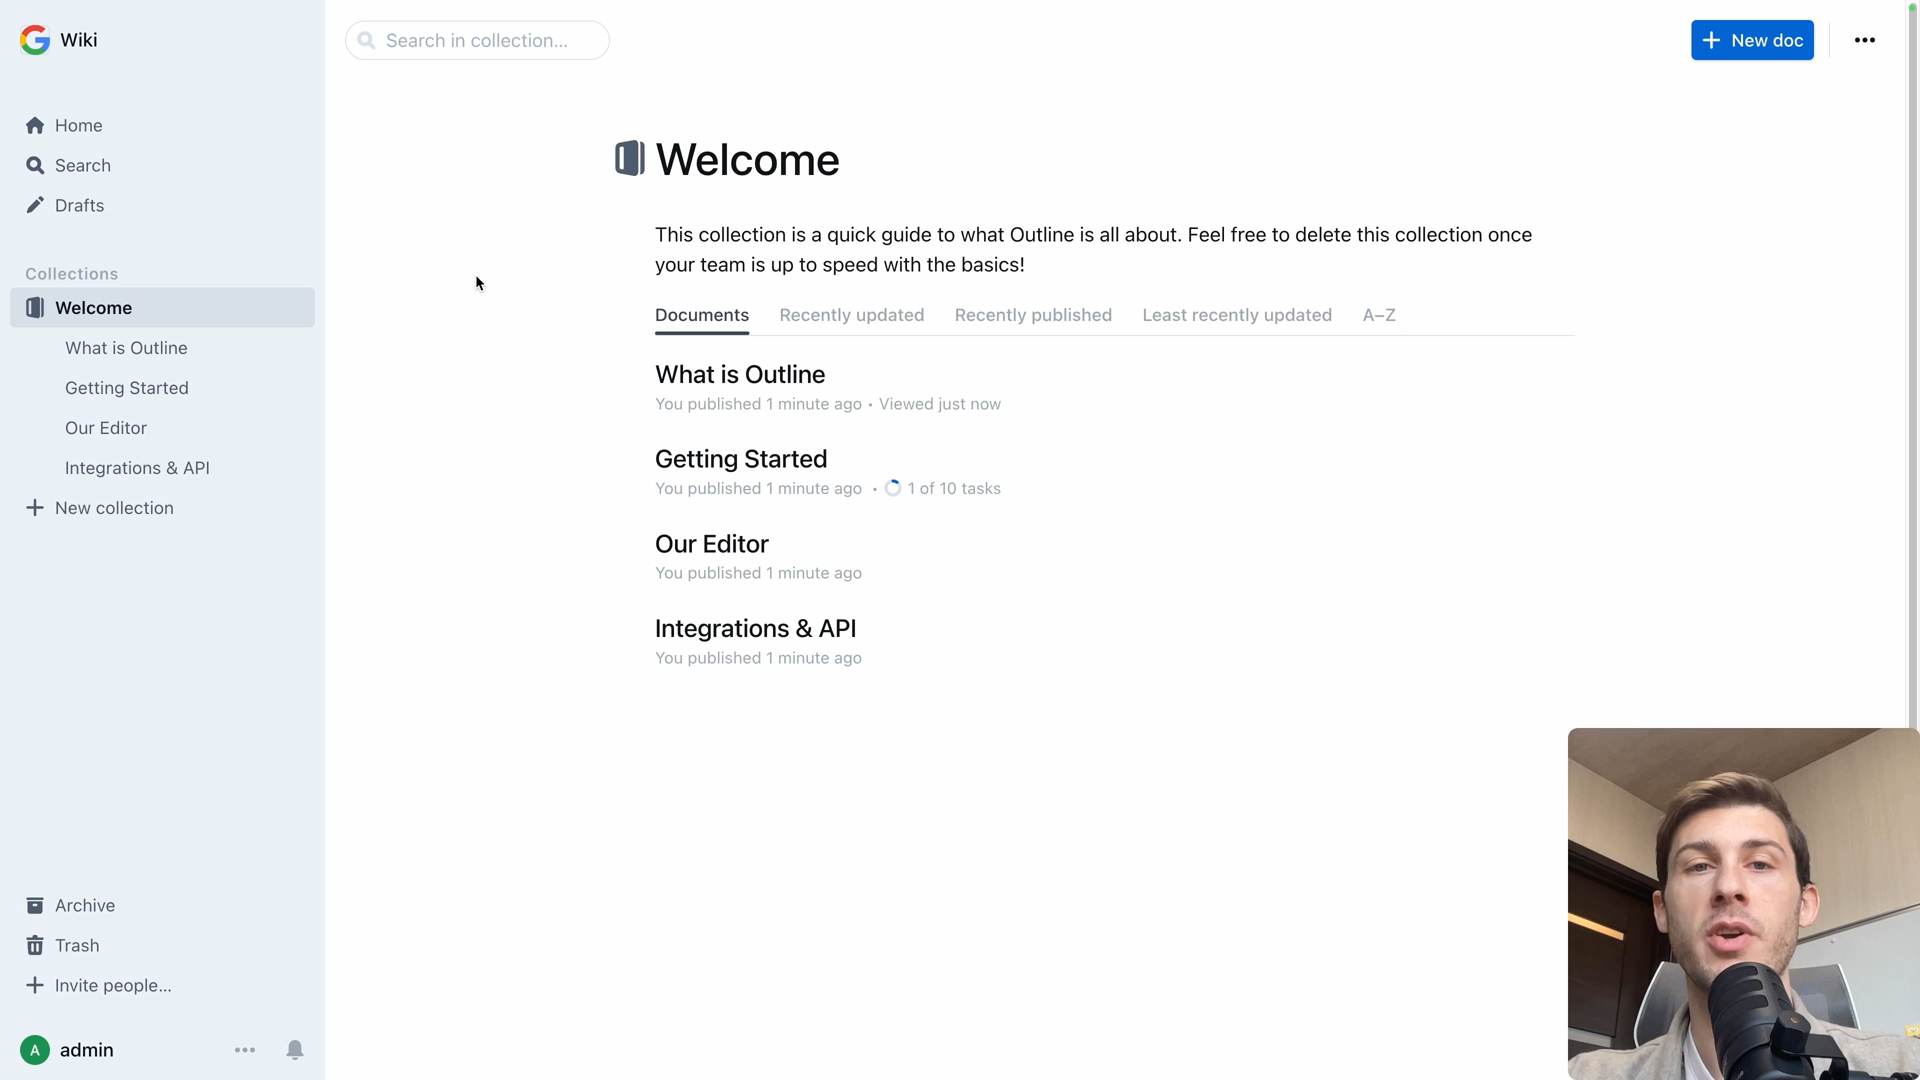 Wiki
Search in collection...
New doc
Home
Search
Drafts
Collections
Welcome
What is Outline
Getting Started
Our Editor
Integrations & API
New collection
Archive
Trash
Invite people...
A
admin
Welcome
This collection is a quick guide to what Outline is all about. Feel free to delete this collection once
your team is up to speed with the basics!
Documents
Recently updated
Recently published
Least recently updated
A–Z
What is Outline
You published 1 minute ago • Viewed just now
Getting Started
You published 1 minute ago • 1 of 10 tasks
Our Editor
You published 1 minute ago
Integrations & API
You published 1 minute ago